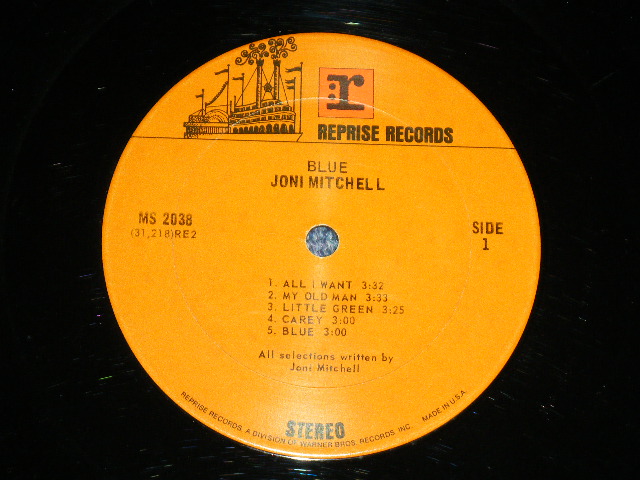 :r
REPRISE RECORDS
BLUE
JONI MITCHELL
MS 2038
(31,218)RE2
SIDE
1
1. ALL I WANT 3:32
2. MY OLD MAN 3:33
3. LITTLE GREEN 3:25
4. CAREY 3:00
5. BLUE 3:00
All selections written by
Joni Mitchell
STEREO
REPRISE RECORDS, A DIVISION OF WARNER BROS. RECORDS, INC. MADE IN U.S.A.